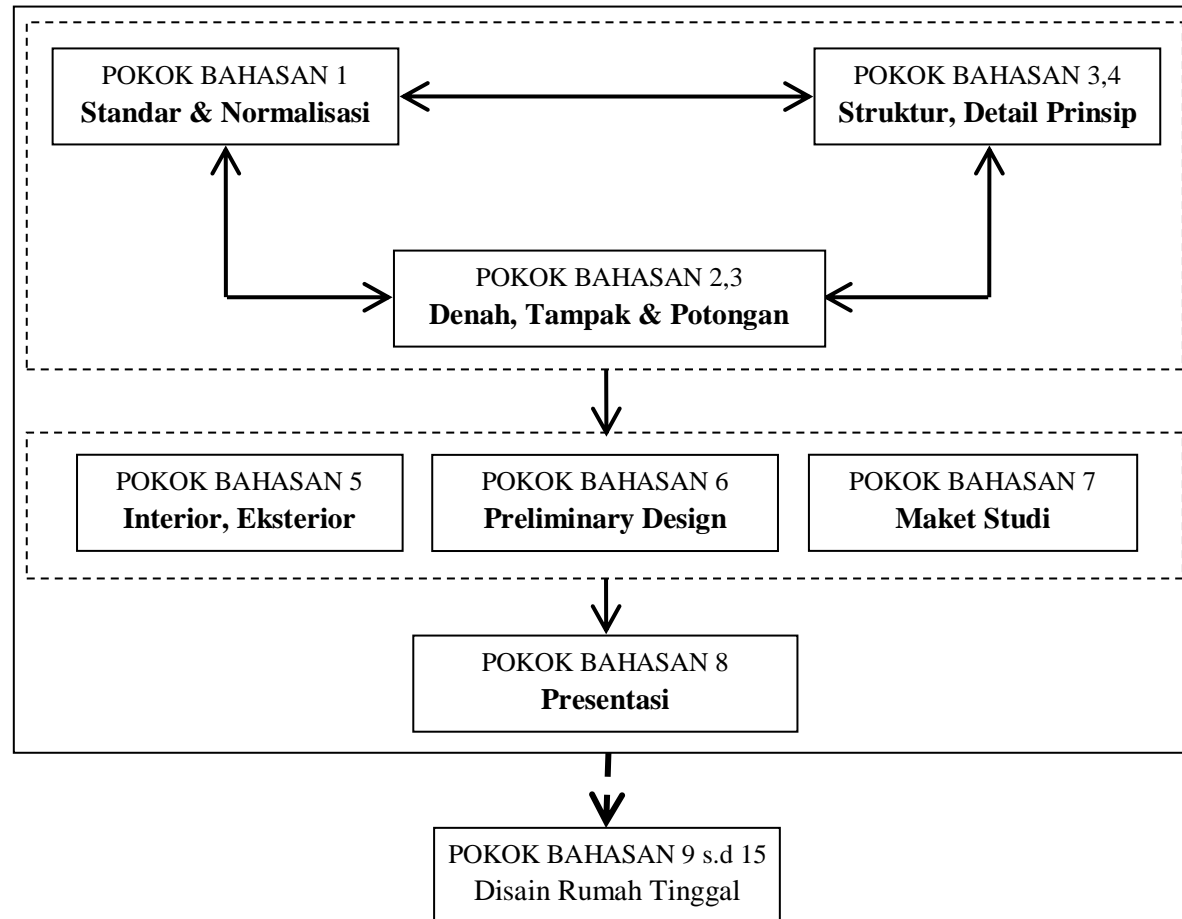 POKOK BAHASAN 1
Standar & Normalisasi
POKOK BAHASAN 3,4
Struktur, Detail Prinsip
POKOK BAHASAN 2,3
Denah, Tampak & Potongan
POKOK BAHASAN 5
Interior, Eksterior
POKOK BAHASAN 6
Preliminary Design
POKOK BAHASAN 7
Maket Studi
POKOK BAHASAN 8
Presentasi
POKOK BAHASAN 9 s.d 15
Disain Rumah Tinggal